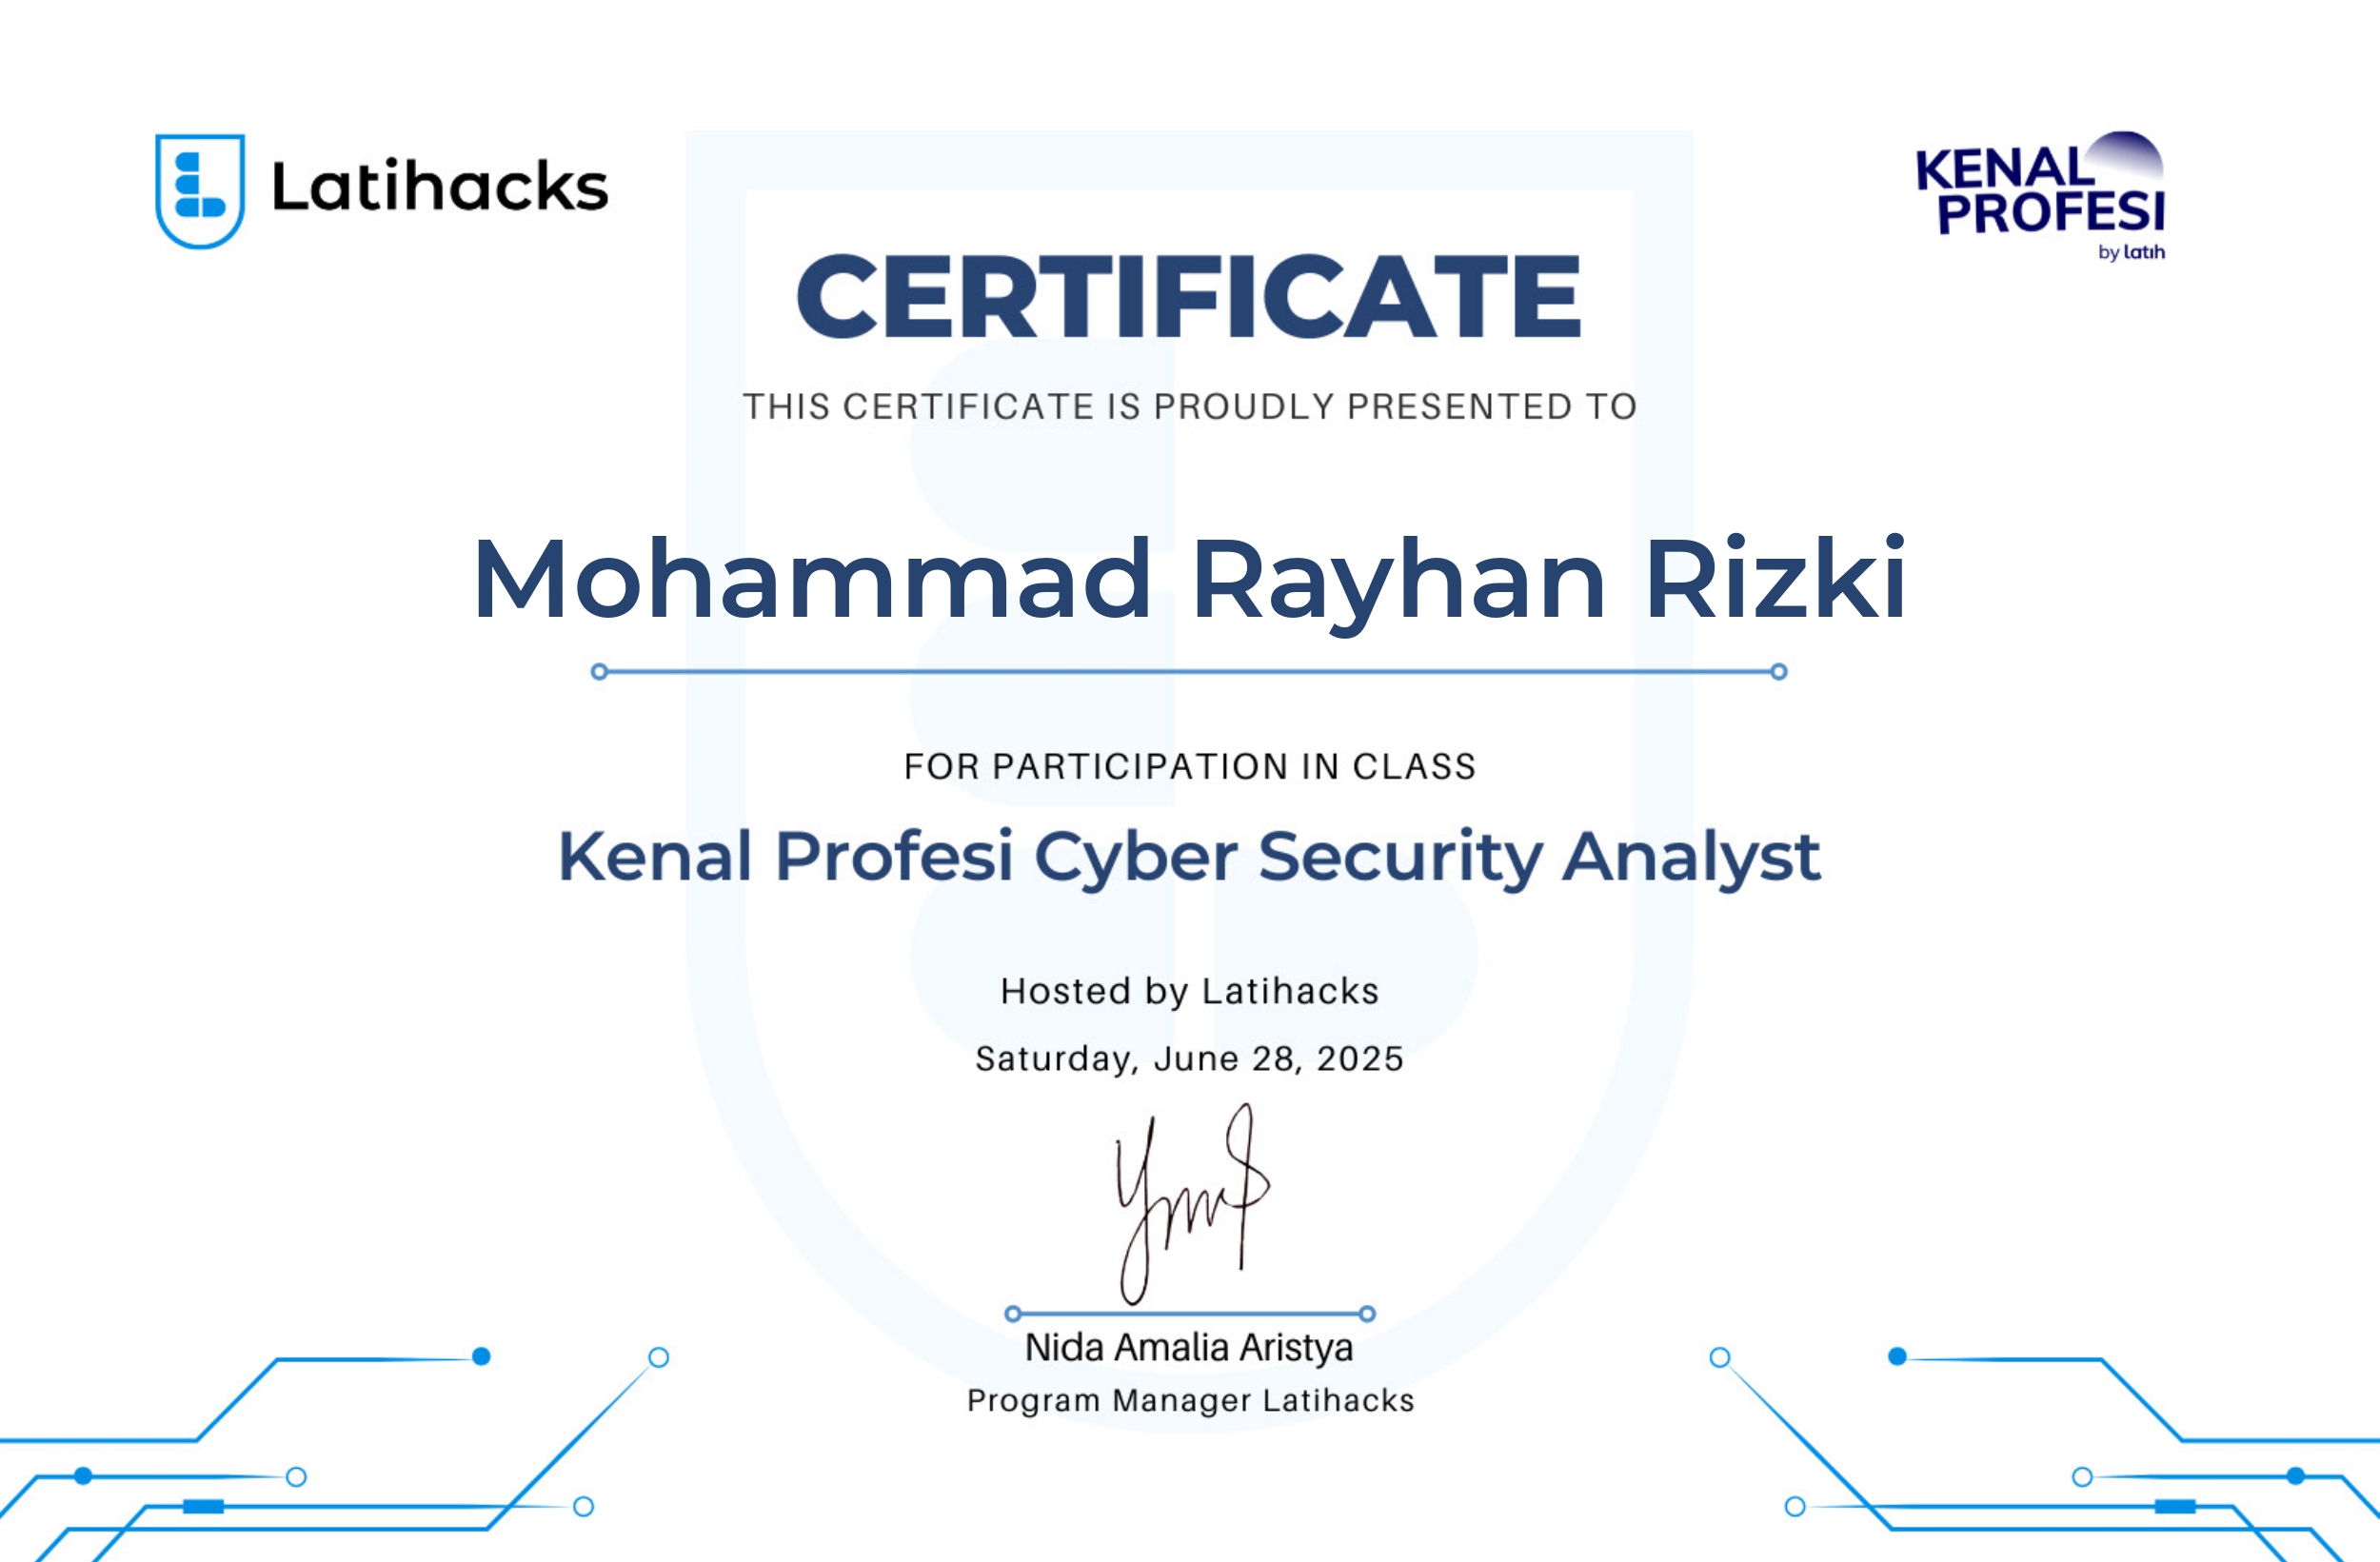 Latihacks
KENAL
PROFESI
by latih
CERTIFICATE
THIS CERTIFICATE IS PROUDLY PRESENTED TO
Mohammad Rayhan Rizki
FOR PARTICIPATION IN CLASS
Kenal Profesi Cyber Security Analyst
Hosted by Latihacks
Saturday, June 28, 2025
Nida Amalia Aristya
Program Manager Latihacks